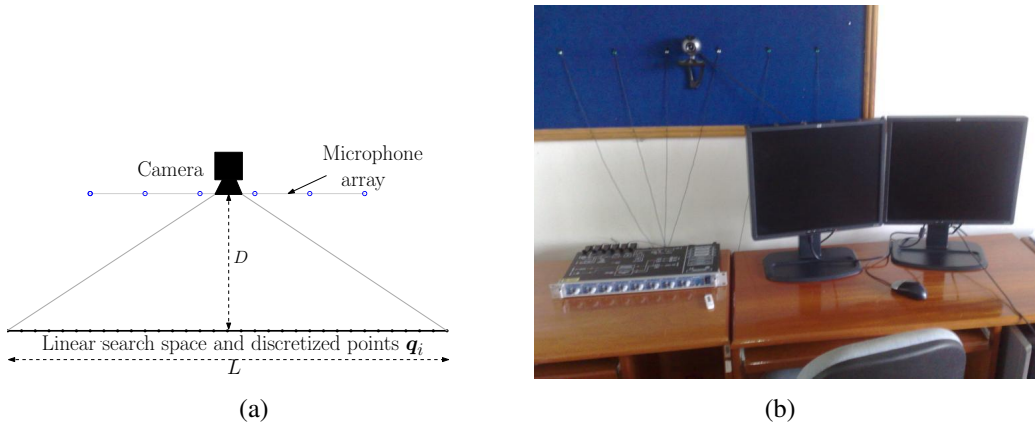 Camera
Microphone
array
D
Linear search space and discretized points q_i
L
(a)
(b)